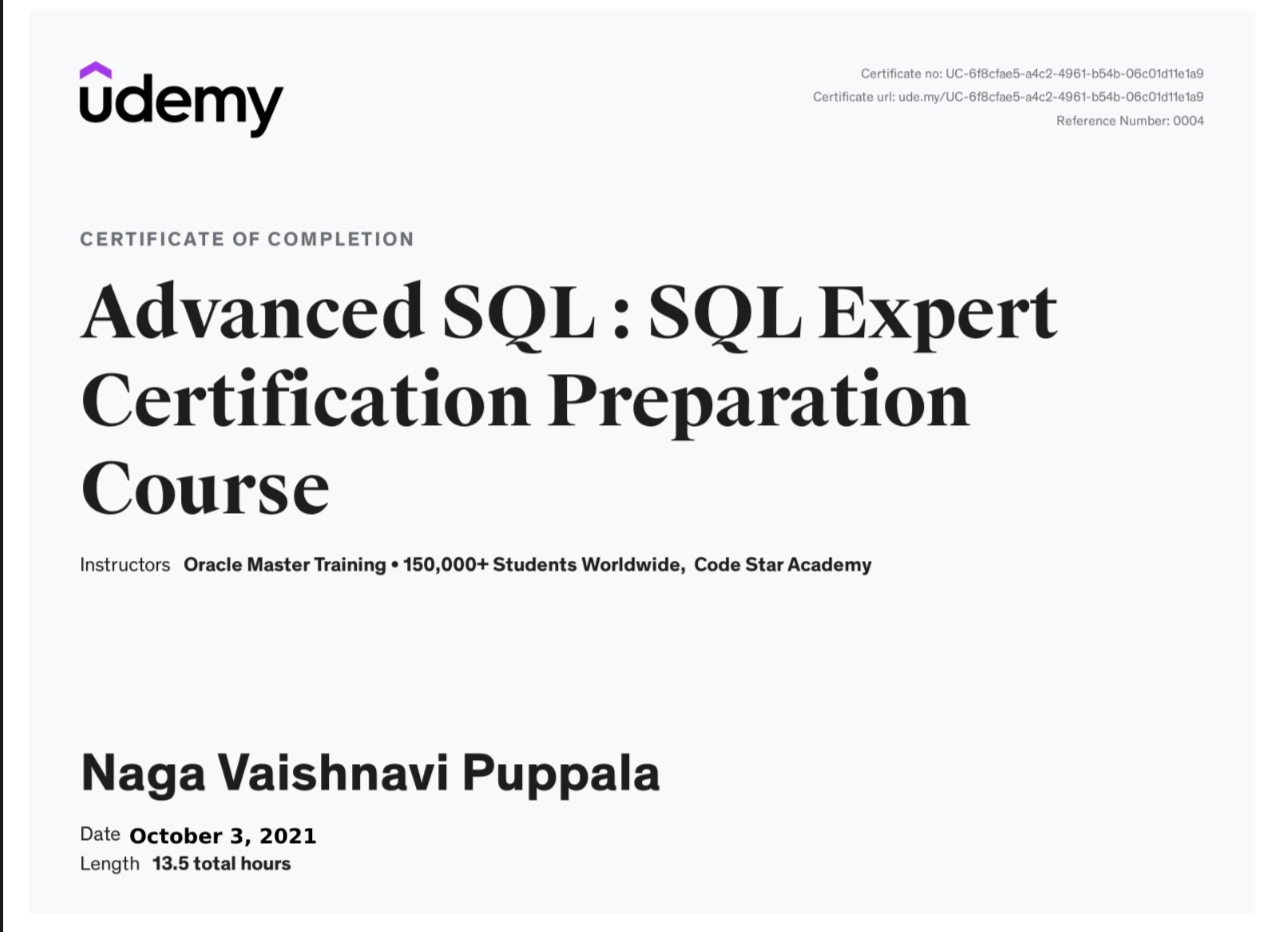 udemy
Certificate no: UC-6f8cfae5-a4c2-4961-b54b-06c01d11e1a9
Certificate url: ude.my/UC-6f8cfae5-a4c2-4961-b54b-06c01d11e1a9
Reference Number: 0004
CERTIFICATE OF COMPLETION
Advanced SQL : SQL Expert
Certification Preparation
Course
Instructors Oracle Master Training • 150,000+ Students Worldwide, Code Star Academy
Naga Vaishnavi Puppala
Date October 3, 2021
Length 13.5 total hours